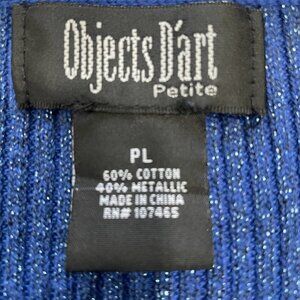 Objects D'art
Petite
PL
60% COTTON
40% METALLIC
MADE IN CHINA
RN# 107465